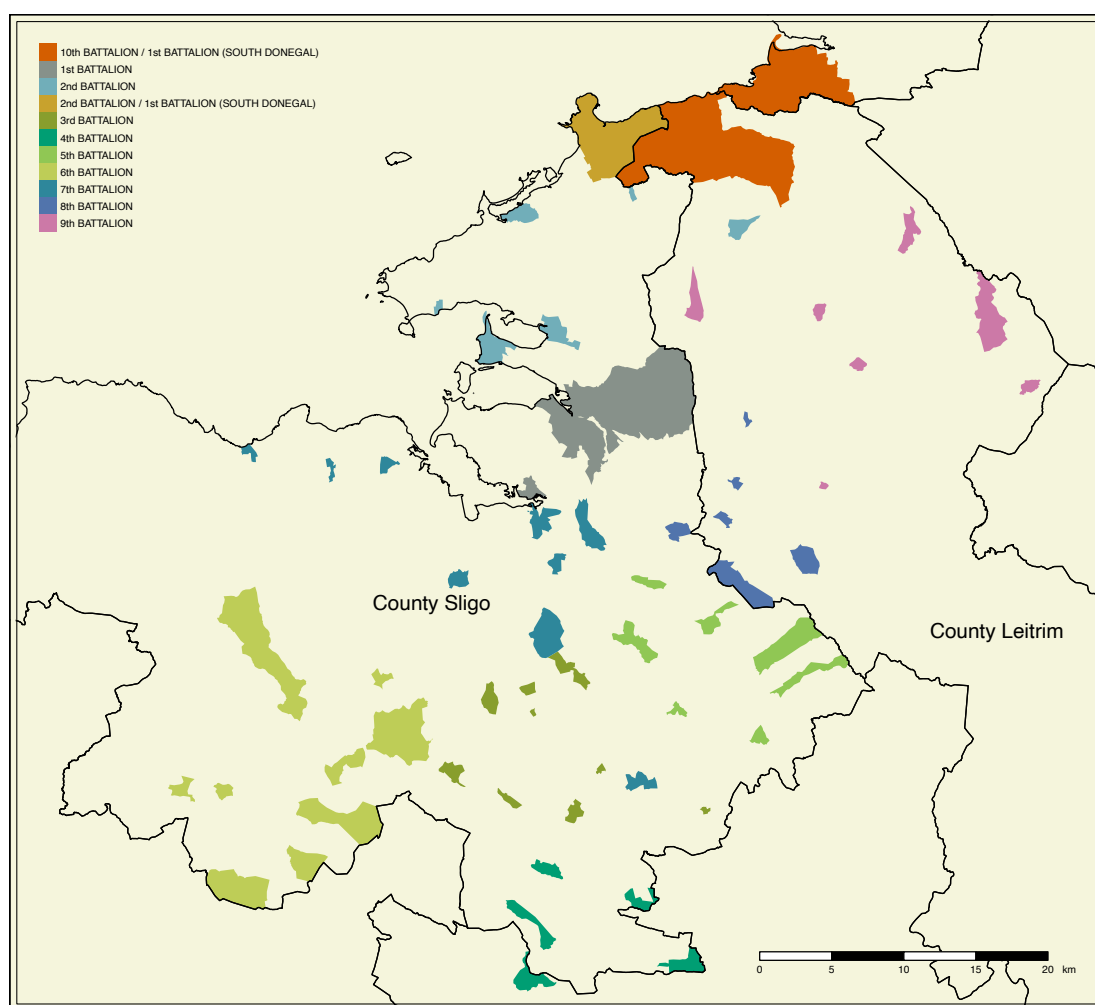 10th BATTALION / 1st BATTALION (SOUTH DONEGAL)
1st BATTALION
2nd BATTALION
2nd BATTALION / 1st BATTALION (SOUTH DONEGAL)
3rd BATTALION
4th BATTALION
5th BATTALION
6th BATTALION
7th BATTALION
8th BATTALION
9th BATTALION
County Sligo
County Leitrim
0 5 10 15 20 km